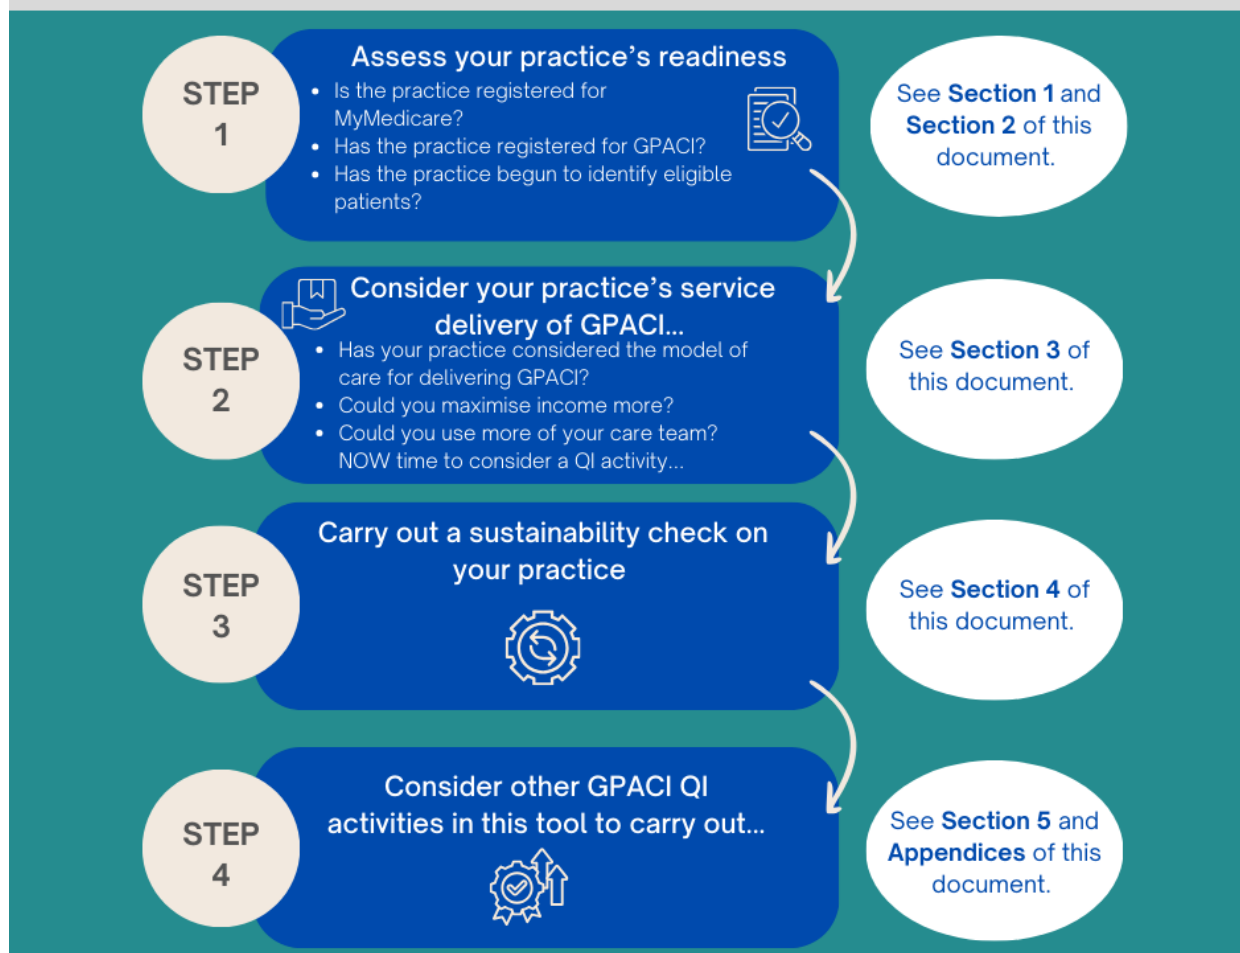 STEP
1
Assess your practice's readiness
• Is the practice registered for
MyMedicare?
• Has the practice registered for GPACI?
• Has the practice begun to identify eligible
patients?
See Section 1 and
Section 2 of this
document.
STEP
2
Consider your practice's service
delivery of GPACI...
• Has your practice considered the model of
care for delivering GPACI?
• Could you maximise income more?
• Could you use more of your care team?
NOW time to consider a QI activity...
See Section 3 of
this document.
STEP
3
Carry out a sustainability check on
your practice
See Section 4 of
this document.
STEP
4
Consider other GPACI QI
activities in this tool to carry out...
See Section 5 and
Appendices of this
document.